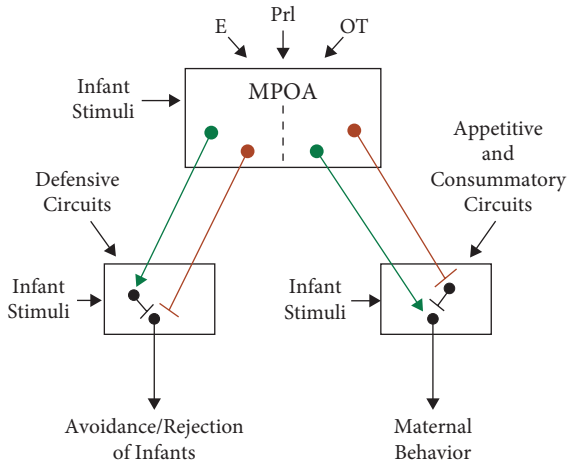 E
Prl
OT
Infant
Stimuli
MPOA
Defensive
Circuits
Appetitive
and
Consummatory
Circuits
Infant
Stimuli
Infant
Stimuli
Avoidance/Rejection
of Infants
Maternal
Behavior